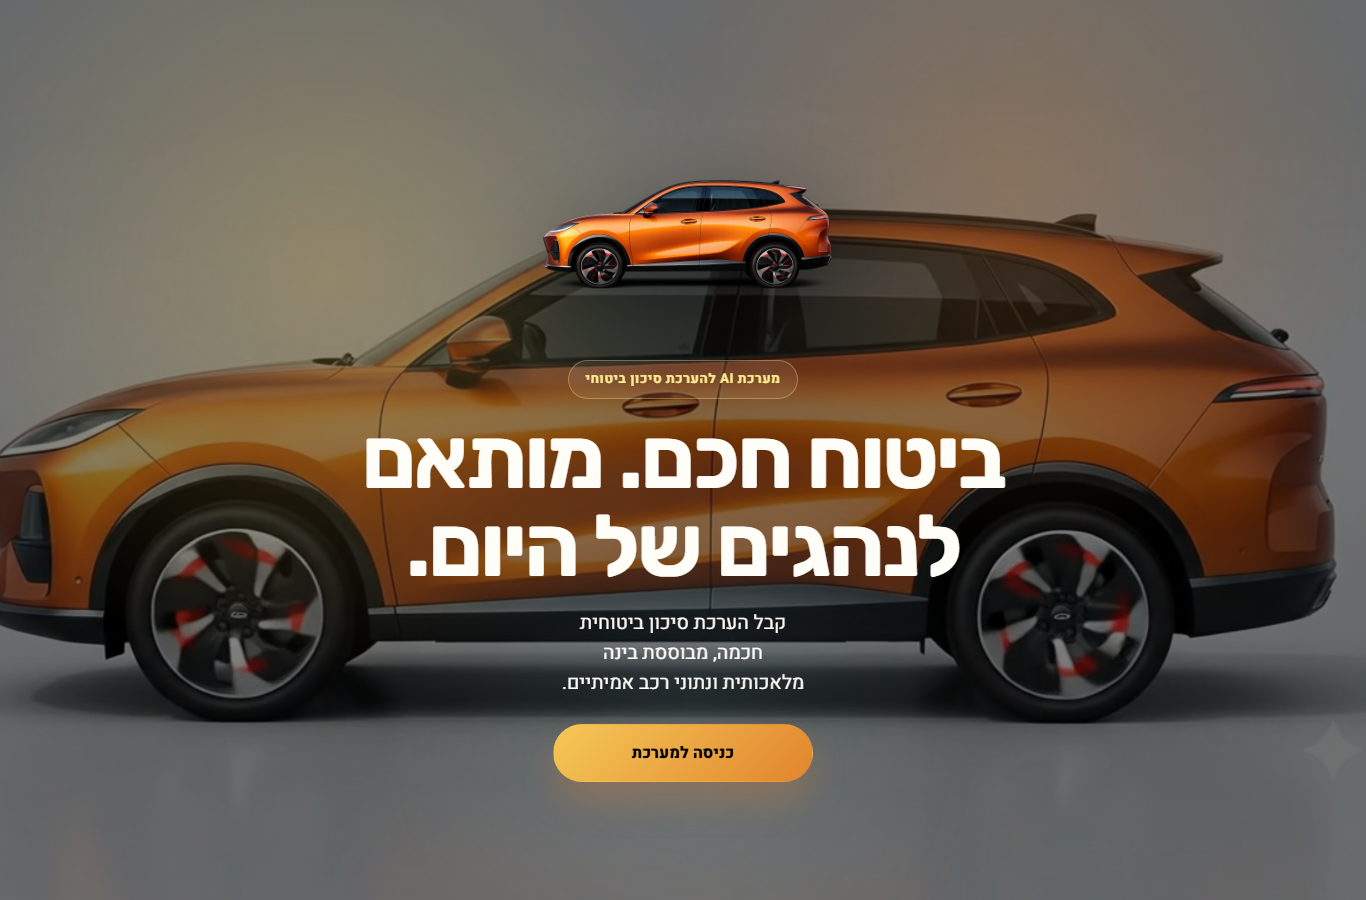 מערכת AI להערכת סיכון ביטוחי
ביטוח חכם. מותאם
לנהגים של היום.
קבל הערכת סיכון ביטוחית
חכמה, מבוססת בינה
מלאכותית ונתוני רכב אמיתיים.
כניסה למערכת